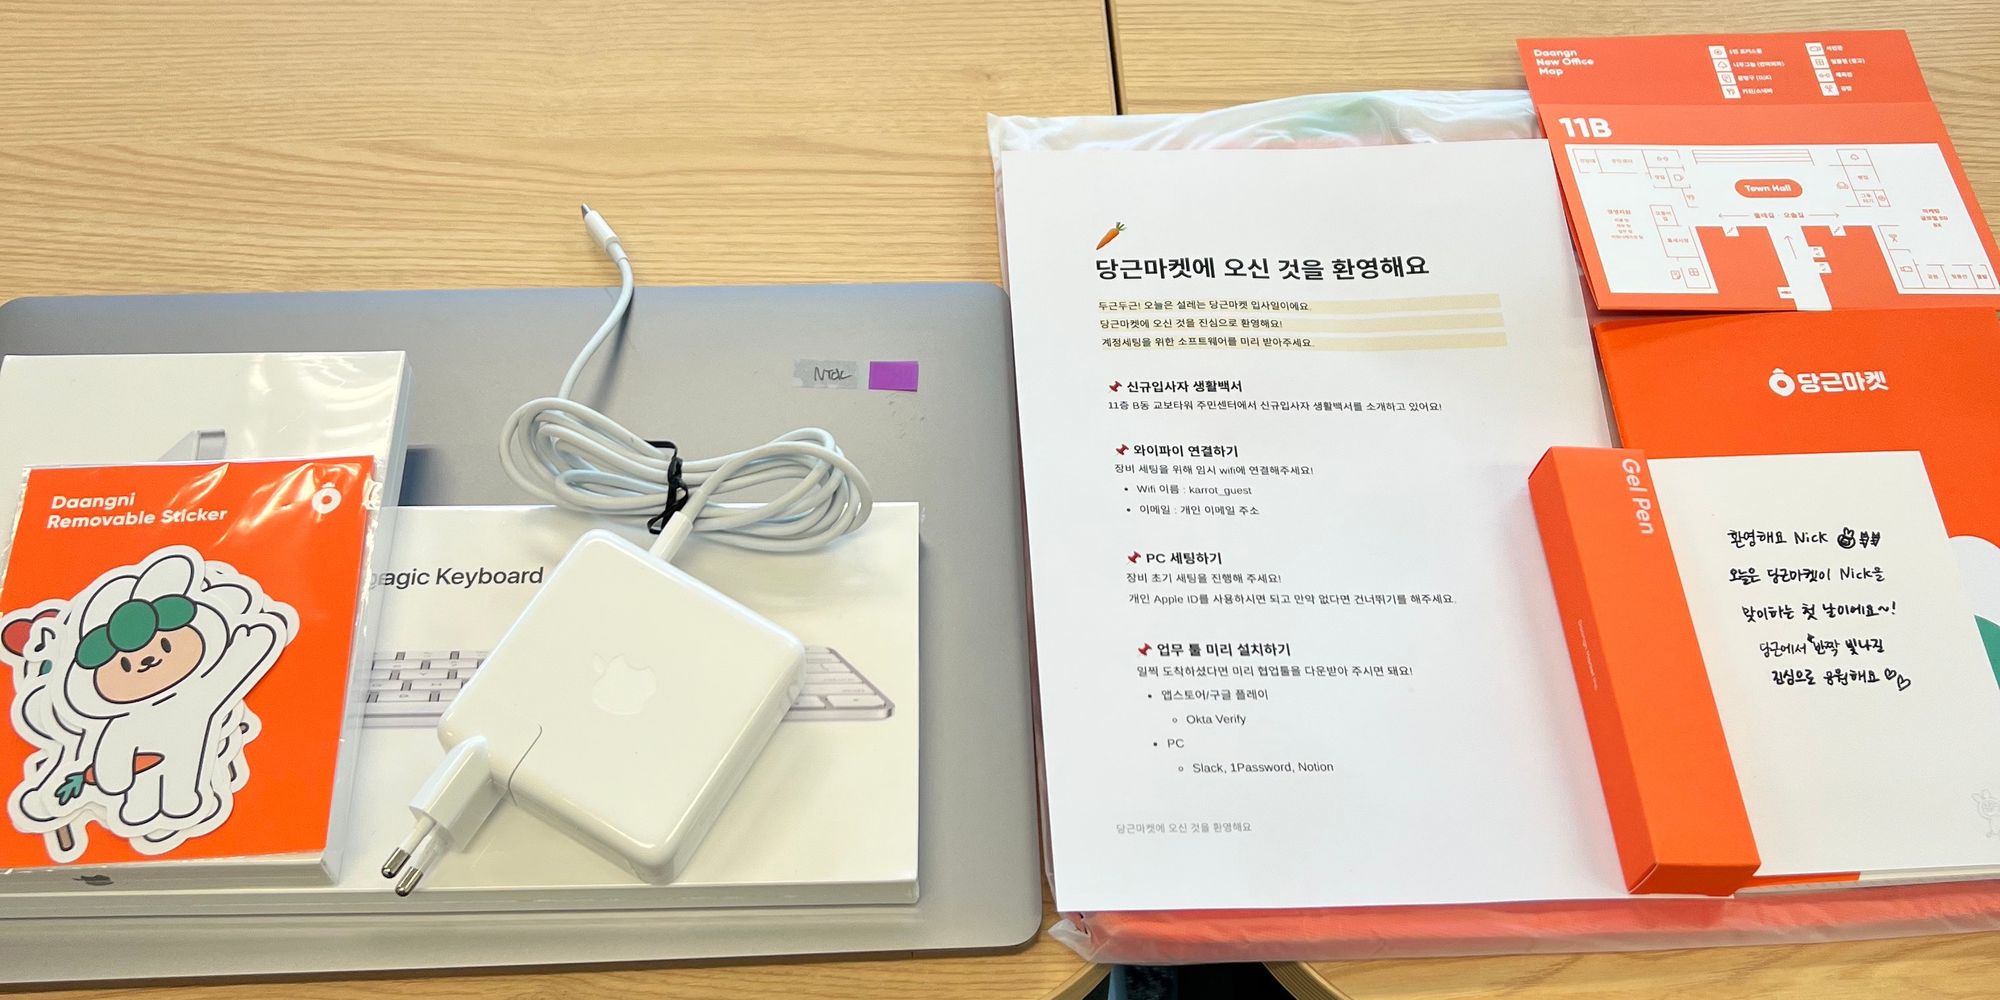 Daangni
Removable Sticker
Magic Keyboard
Nick
당근마켓에 오신 것을 환영해요
두근두근! 오늘은 설레는 당근마켓 입사일이에요.
당근마켓에 오신 것을 진심으로 환영해요!
계정세팅을 위한 소프트웨어를 미리 받아주세요.
📌 신규입사자 생활백서
11층 B동 교보타워 주민센터에서 신규입사자 생활백서를 소개하고 있어요!
📌 와이파이 연결하기
장비 세팅을 위해 임시 wifi에 연결해주세요!
• Wifi 이름 : karrot_guest
• 이메일 : 개인 이메일 주소
📌 PC 세팅하기
장비 초기 세팅을 진행해 주세요!
개인 Apple ID를 사용하시면 되고 만약 없다면 건너뛰기를 해주세요.
📌 업무 툴 미리 설치하기
일찍 도착하셨다면 미리 협업툴을 다운받아 주시면 돼요!
• 앱스토어/구글 플레이
◦ Okta Verify
• PC
◦ Slack, 1Password, Notion
당근마켓에 오신 것을 환영해요
Daangn
New Office
Map
11B
Town Hall
둘레길 · 오솔길
당근마켓
Gel Pen
환영해요 Nick
오늘은 당근마켓이 Nick을
맞이하는 첫 날이에요~!
당근에서 반짝 빛나길
진심으로 응원해요